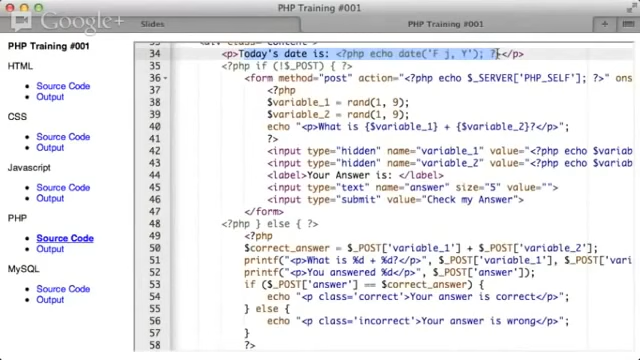 PHP Training #001
Google+
Slides
PHP Training #001
+
PHP Training #001
HTML
Source Code
Output
CSS
Source Code
Output
Javascript
Source Code
Output
PHP
Source Code
Output
MySQL
Source Code
Output
33 <div class="content">
34 <p>Today's date is: <?php echo date('F j, Y'); ?></p>
35 <?php if (!$_POST) { ?>
36 <form method="post" action="<?php echo $_SERVER['PHP_SELF']; ?>" ons
37 <?php
38 $variable_1 = rand(1, 9);
39 $variable_2 = rand(1, 9);
40 echo "<p>What is {$variable_1} + {$variable_2}?</p>";
41 ?>
42 <input type="hidden" name="variable_1" value="<?php echo $varia
43 <input type="hidden" name="variable_2" value="<?php echo $varia
44 <label>Your Answer is: </label>
45 <input type="text" name="answer" size="5" value="">
46 <input type="submit" value="Check my Answer">
47 </form>
48 <?php } else { ?>
49 <?php
50 $correct_answer = $_POST['variable_1'] + $_POST['variable_2'];
51 printf("<p>What is %d + %d?</p>", $_POST['variable_1'], $_POST['va
52 printf("<p>You answered %d</p>", $_POST['answer']);
53 if ($_POST['answer'] == $correct_answer) {
54 echo "<p class='correct'>Your answer is correct</p>";
55 } else {
56 echo "<p class='incorrect'>Your answer is wrong</p>";
57 }
58 ?>